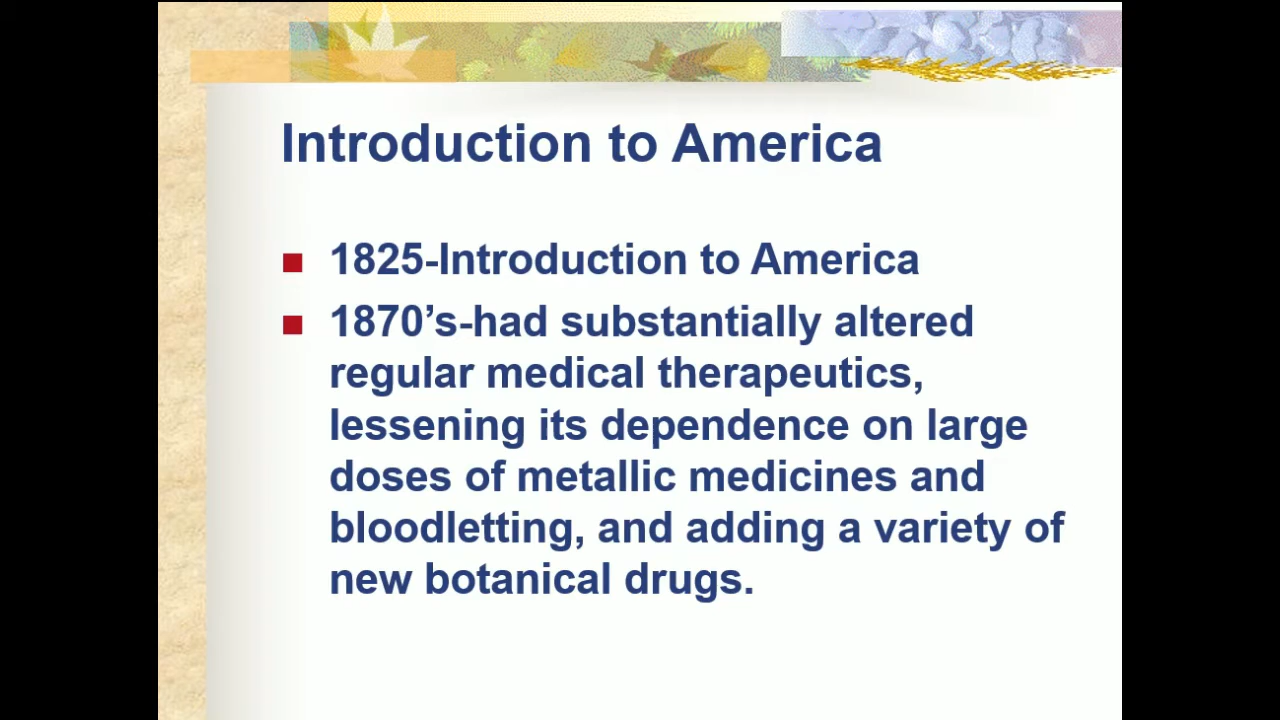 Introduction to America
1825-Introduction to America
1870’s-had substantially altered
regular medical therapeutics,
lessening its dependence on large
doses of metallic medicines and
bloodletting, and adding a variety of
new botanical drugs.